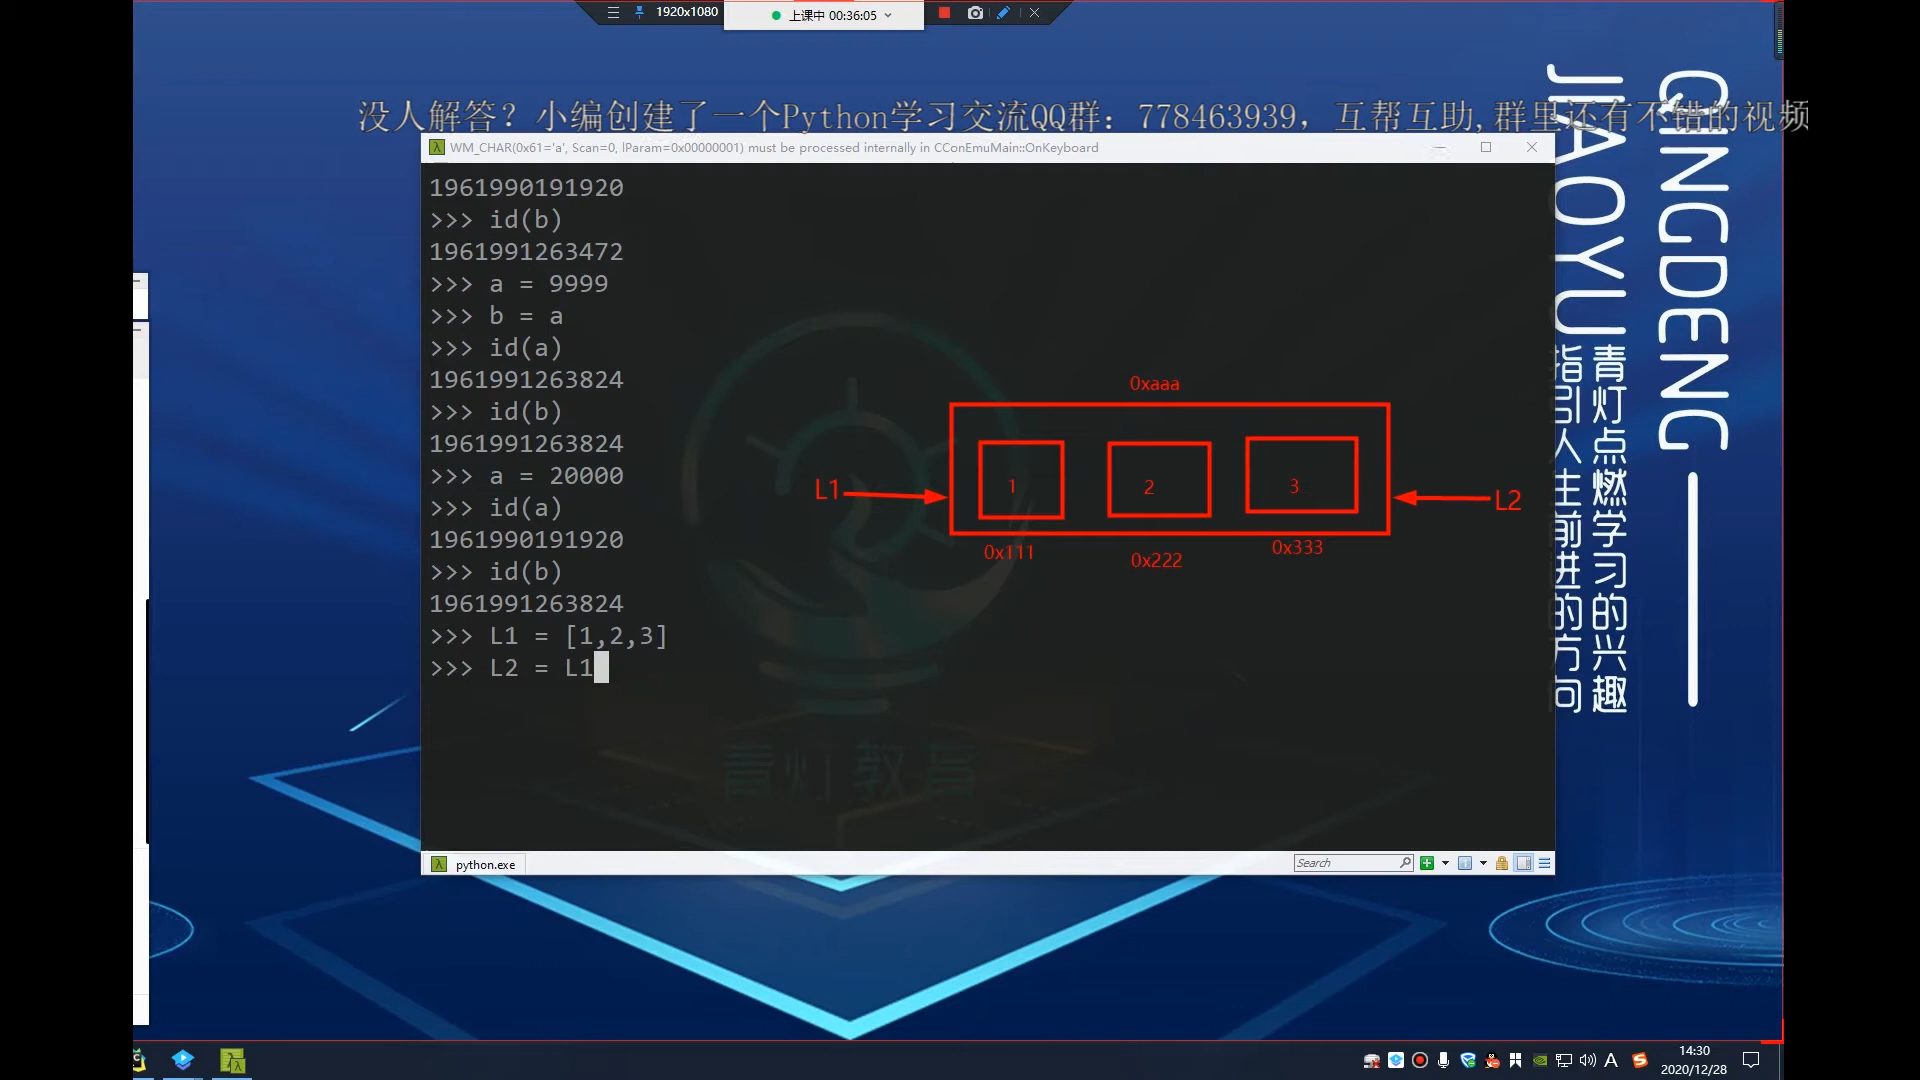 1920x1080
上课中 00:36:05
没人解答？小编创建了一个Python学习交流QQ群：778463939，互帮互助,群里还有不错的视频
WM_CHAR(0x61='a', Scan=0, lParam=0x00000001) must be processed internally in CConEmuMain::OnKeyboard
1961990191920
>>> id(b)
1961991263472
>>> a = 9999
>>> b = a
>>> id(a)
1961991263824
>>> id(b)
1961991263824
>>> a = 20000
>>> id(a)
1961990191920
>>> id(b)
1961991263824
>>> L1 = [1,2,3]
>>> L2 = L1
0xaaa
L1
1
2
3
L2
0x111
0x222
0x333
青灯教育
QINGDENG
JIAOYU
青灯点燃学习的兴趣
指引人生前进的方向
python.exe
Search
A
14:30
2020/12/28